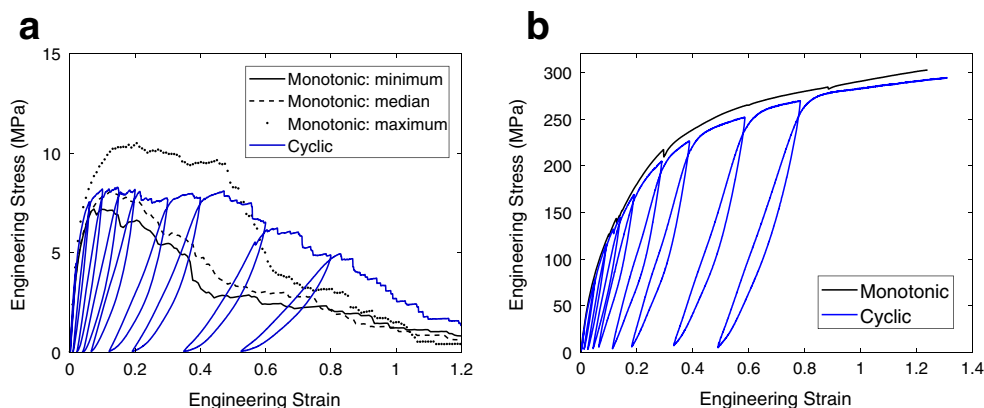 a
15
10
5
0
Engineering Stress (MPa)
Monotonic: minimum
Monotonic: median
Monotonic: maximum
Cyclic
0 0.2 0.4 0.6 0.8 1 1.2
Engineering Strain
b
300
250
200
150
100
50
0
Engineering Stress (MPa)
Monotonic
Cyclic
0 0.2 0.4 0.6 0.8 1 1.2 1.4
Engineering Strain